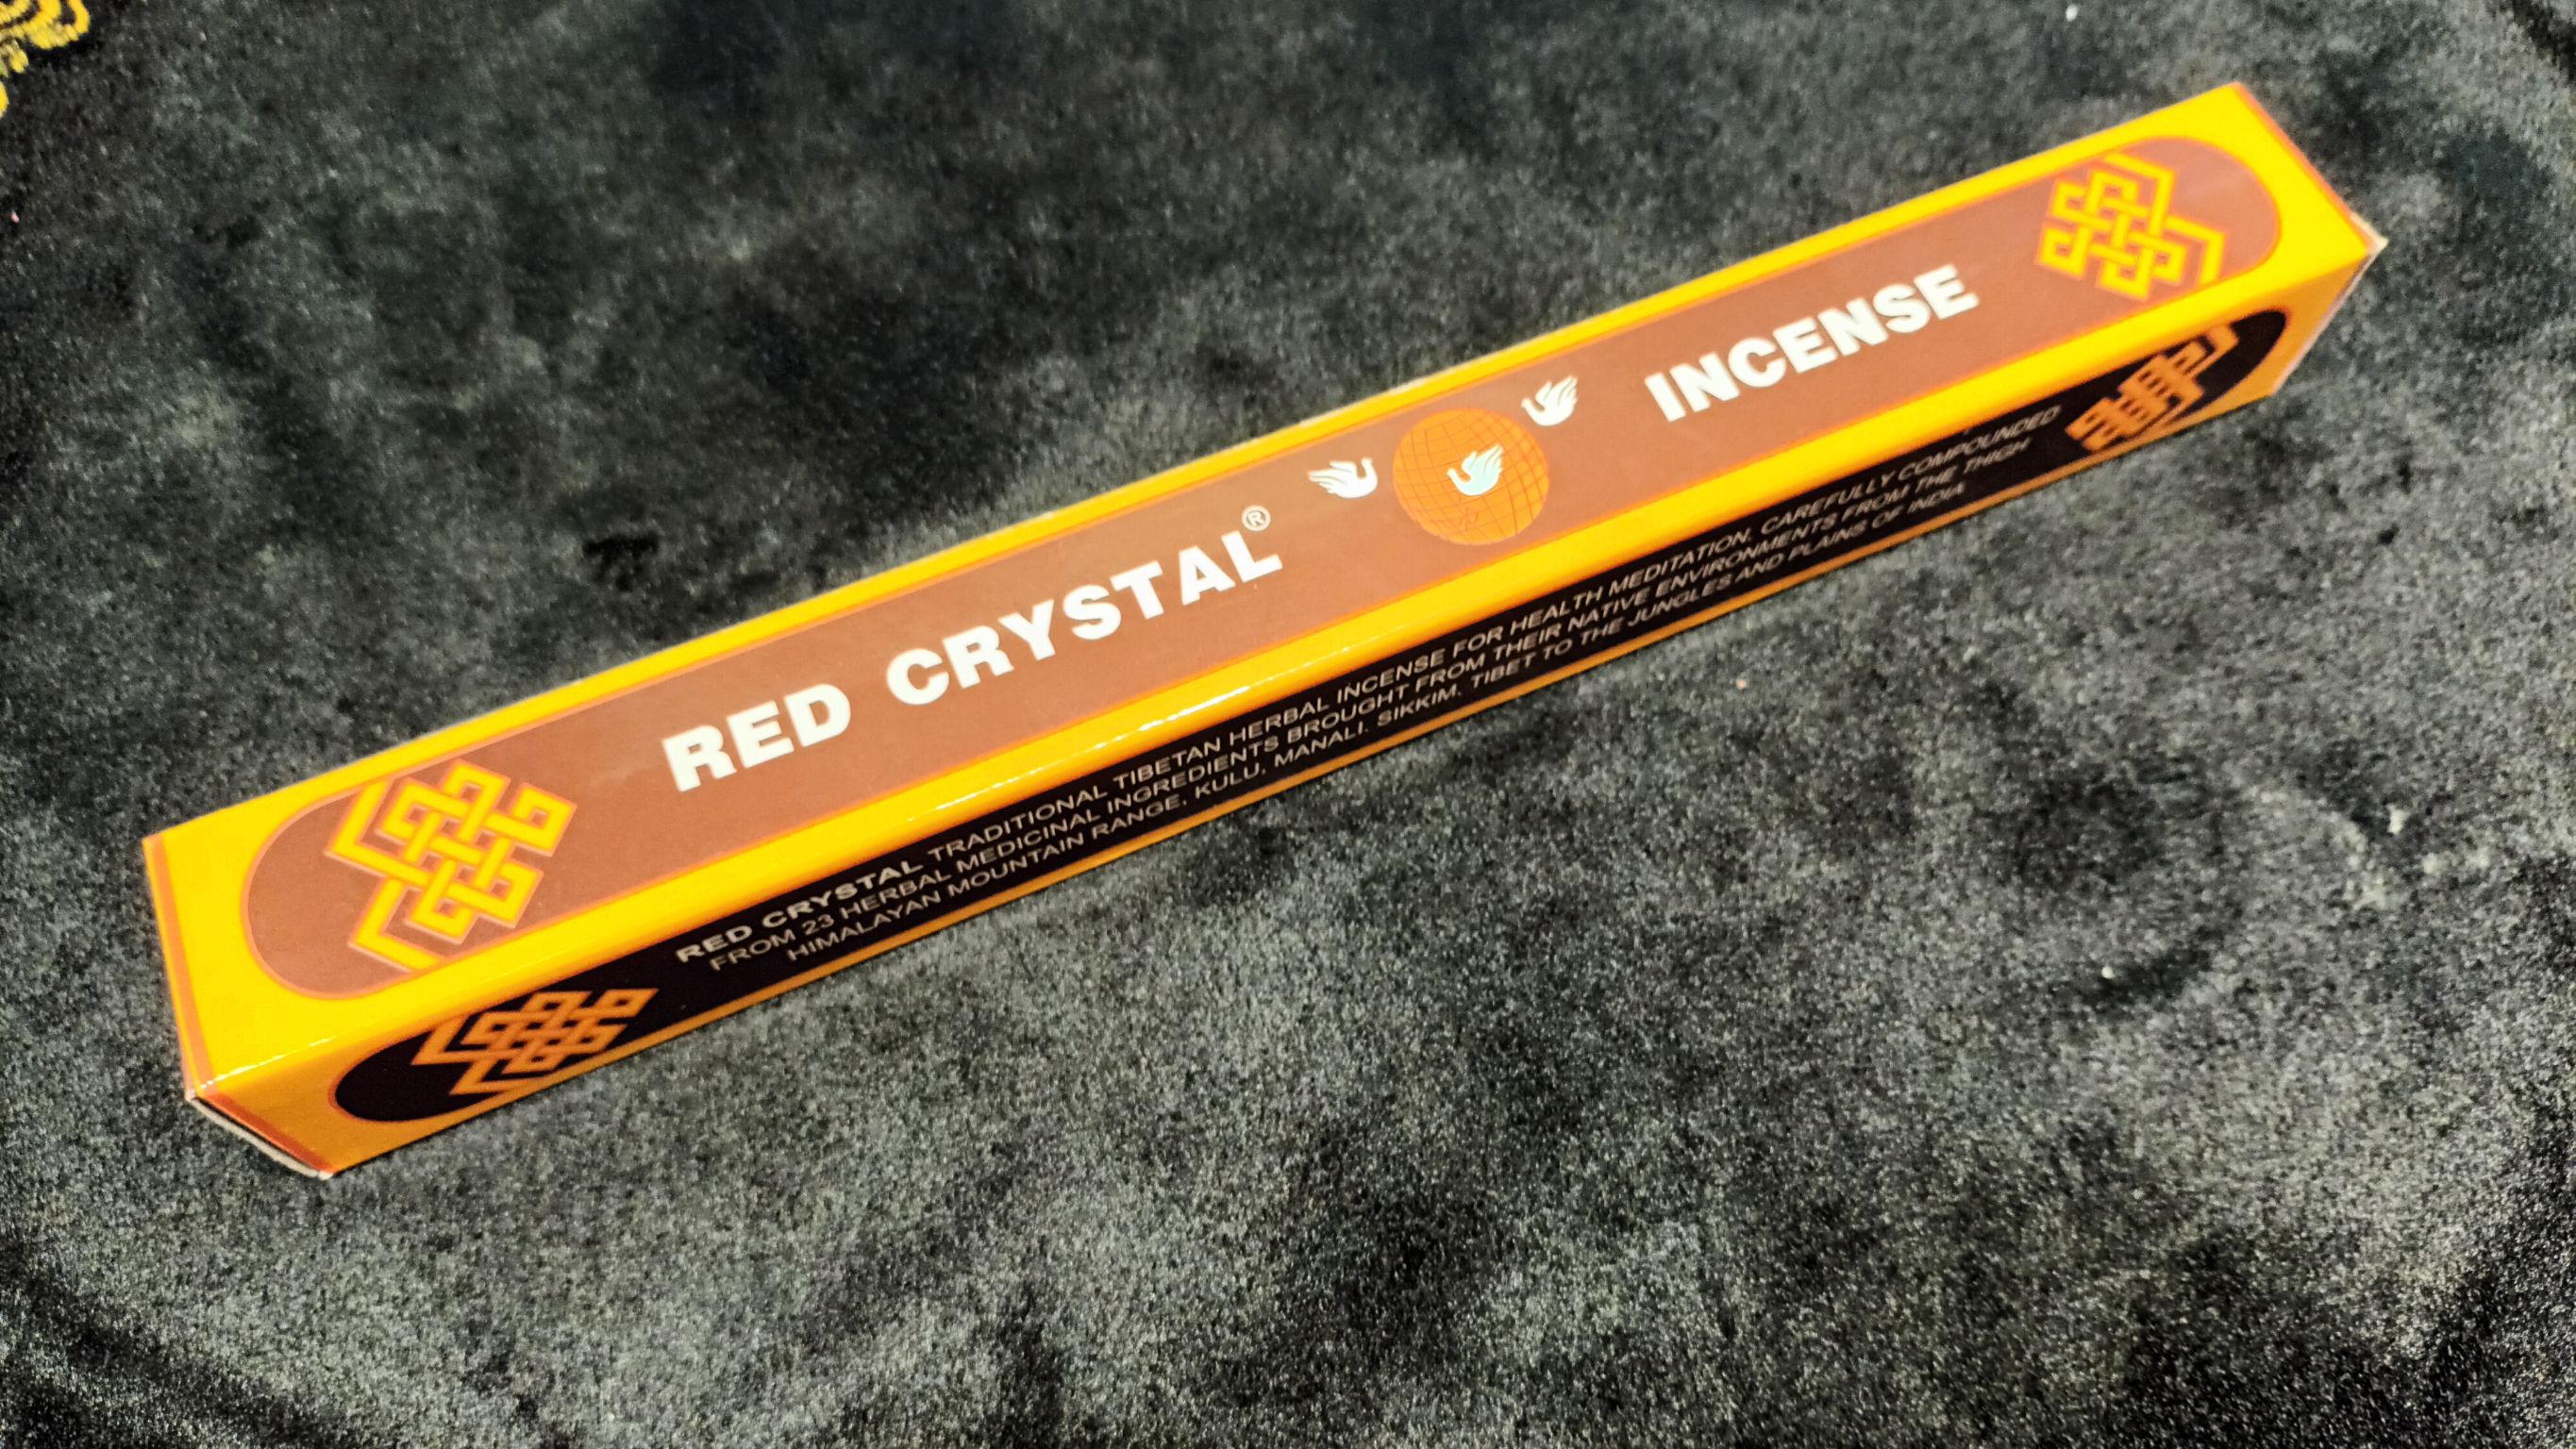 RED CRYSTAL® INCENSE
RED CRYSTAL TRADITIONAL TIBETAN HERBAL INCENSE FOR HEALTH MEDITATION, CAREFULLY COMPOUNDED
FROM 23 HERBAL MEDICINAL INGREDIENTS BROUGHT FROM THEIR NATIVE ENVIRONMENTS FROM THE THIGH
HIMALAYAN MOUNTAIN RANGE, KULU, MANALI. SIKKIM, TIBET TO THE JUNGLES AND PLAINS OF INDIA